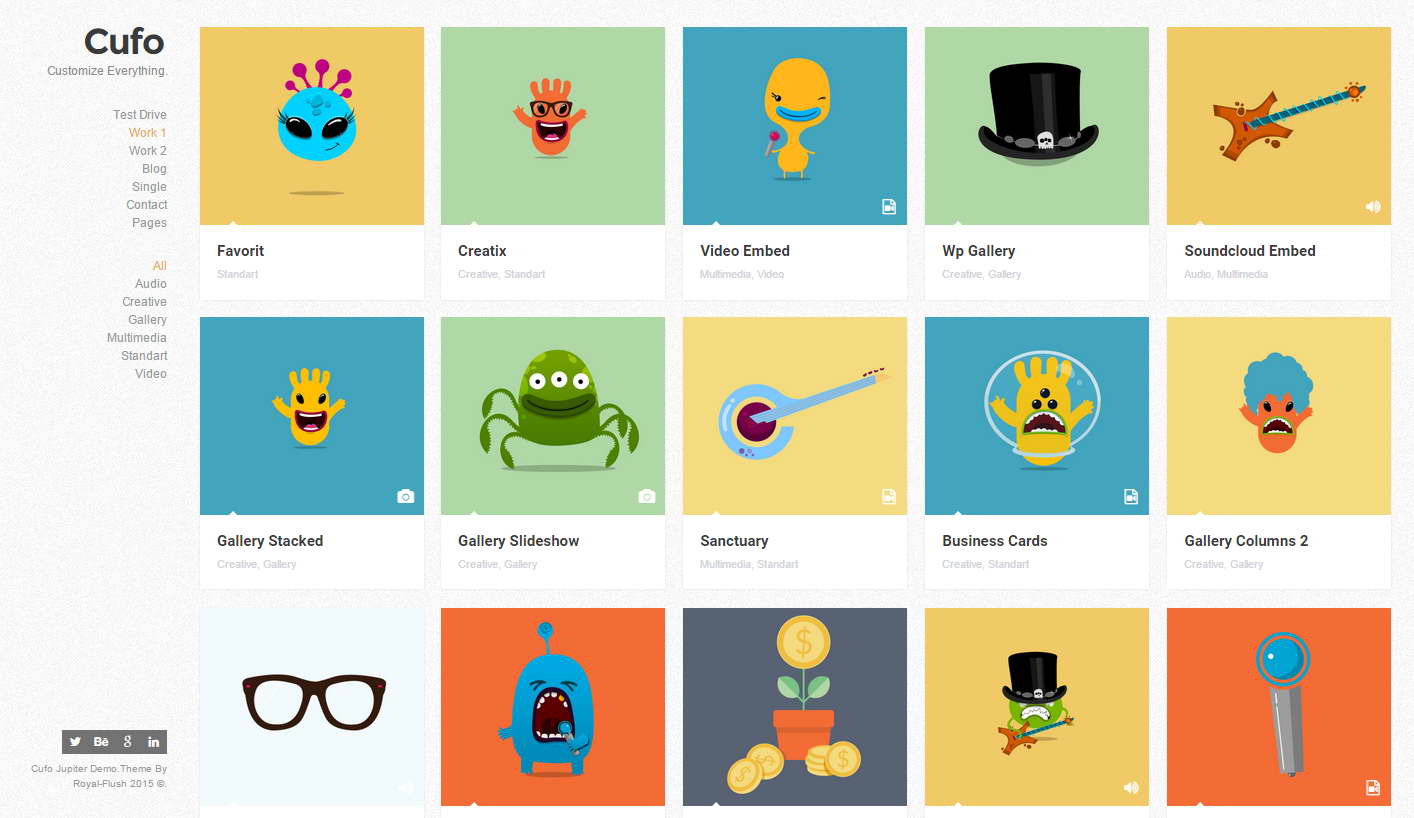 Cufo
Customize Everything.
Test Drive
Work 1
Work 2
Blog
Single
Contact
Pages
All
Audio
Creative
Gallery
Multimedia
Standart
Video
Favorit
Standart
Creatix
Creative, Standart
Video Embed
Multimedia, Video
Wp Gallery
Creative, Gallery
Soundcloud Embed
Audio, Multimedia
Gallery Stacked
Creative, Gallery
Gallery Slideshow
Creative, Gallery
Sanctuary
Multimedia, Standart
Business Cards
Creative, Standart
Gallery Columns 2
Creative, Gallery
$
$ $ $
Bē g in
Cufo Jupiter Demo.Theme By
Royal-Flush 2015 ©.